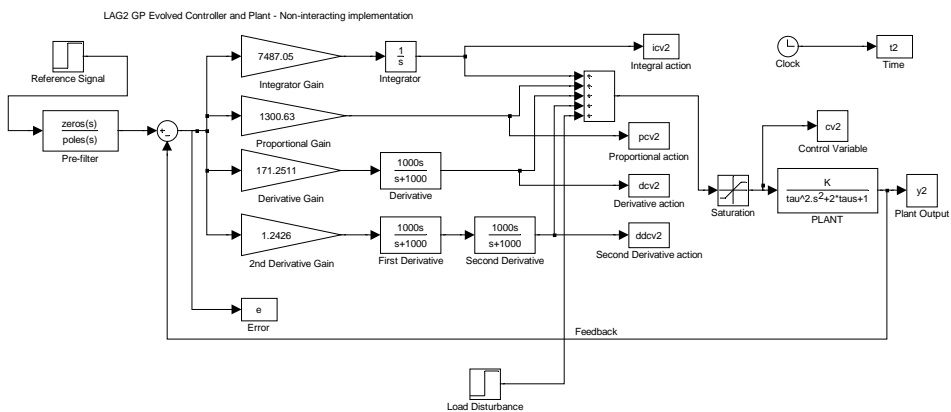 LAG2 GP Evolved Controller and Plant - Non-interacting implementation
Reference Signal
zeros(s)
poles(s)
Pre-filter
7487.05
Integrator Gain
1
s
Integrator
icv2
Integral action
Clock
t2
Time
1300.63
Proportional Gain
pcv2
Proportional action
cv2
Control Variable
171.2511
Derivative Gain
1000s
s+1000
Derivative
dcv2
Derivative action
Saturation
K
tau^2.s²+2*taus+1
PLANT
y2
Plant Output
1.2426
2nd Derivative Gain
1000s
s+1000
First Derivative
1000s
s+1000
Second Derivative
ddcv2
Second Derivative action
e
Error
Feedback
Load Disturbance